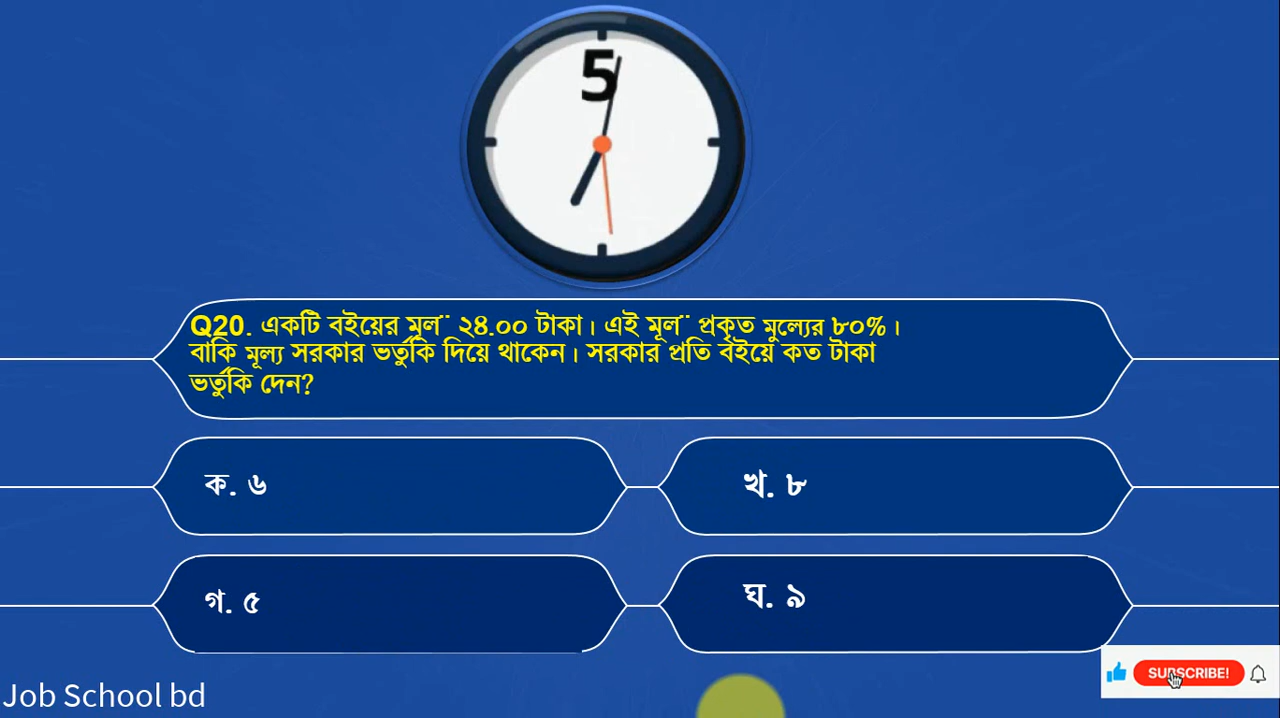 5
Q20. একটি বইয়ের মূল¨ ২৪.০০ টাকা। এই মূল¨ প্রকৃত মুল্যের ৮০%।
বাকি মূল্য সরকার ভর্তুকি দিয়ে থাকেন। সরকার প্রতি বইয়ে কত টাকা
ভর্তুকি দেন?
ক. ৬
খ. ৮
গ. ৫
ঘ. ৯
SUBSCRIBE!
Job School bd